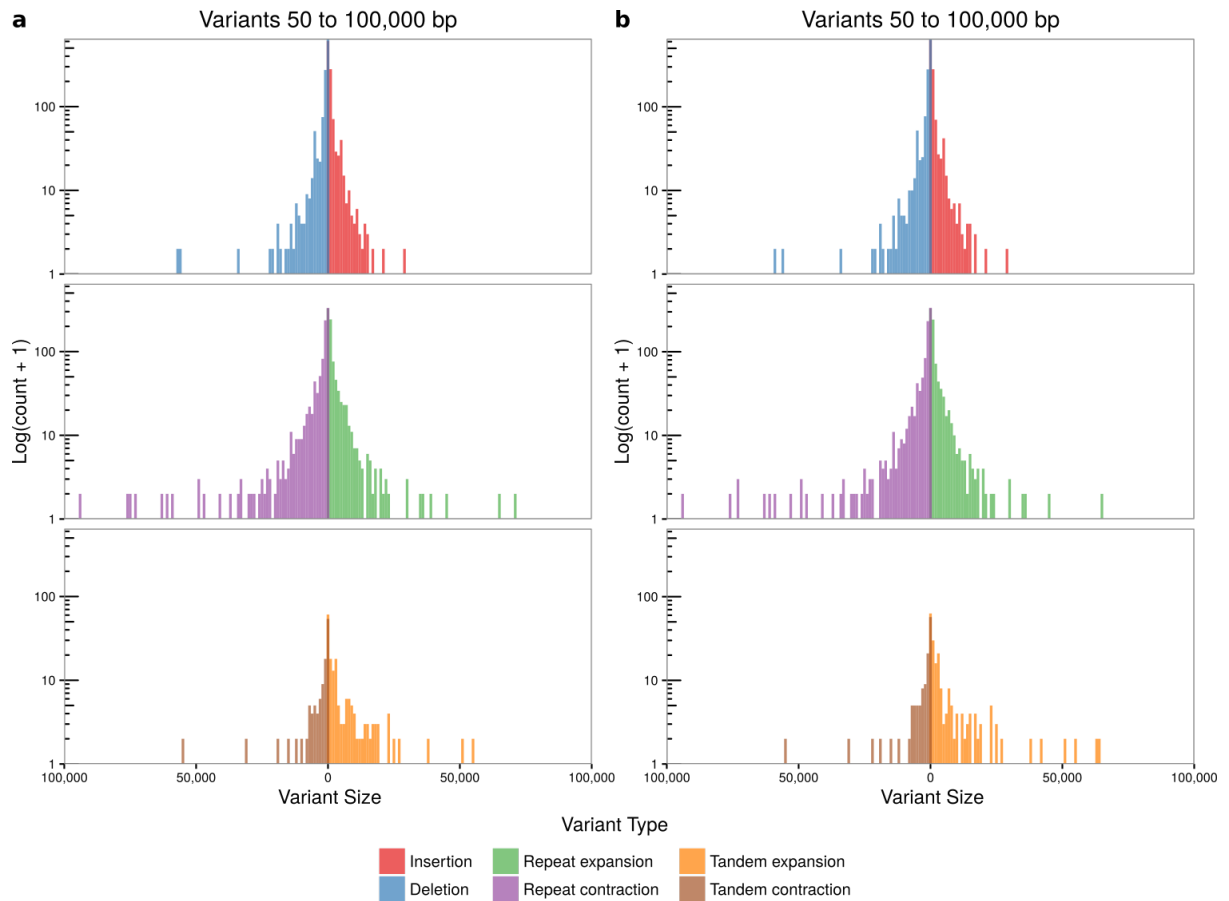 a Variants 50 to 100,000 bp
100
10
1
100
10
1
100
10
1
Log(count + 1)
100,000 50,000 0 50,000 100,000
Variant Size
b Variants 50 to 100,000 bp
100
10
1
100
10
1
100
10
1
Log(count + 1)
100,000 50,000 0 50,000 100,000
Variant Size
Variant Type
Insertion Repeat expansion Tandem expansion
Deletion Repeat contraction Tandem contraction